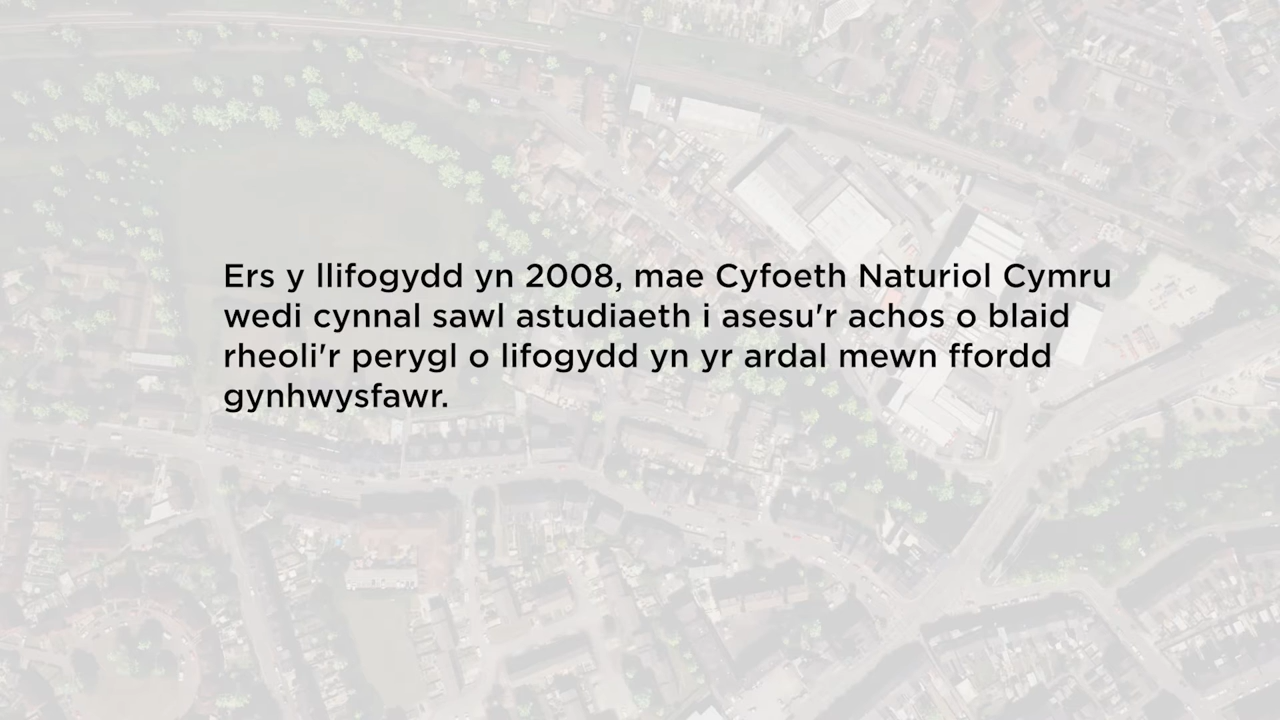 Ers y llifogydd yn 2008, mae Cyfoeth Naturiol Cymru
wedi cynnal sawl astudiaeth i asesu'r achos o blaid
rheoli'r perygl o lifogydd yn yr ardal mewn ffordd
gynhwysfawr.